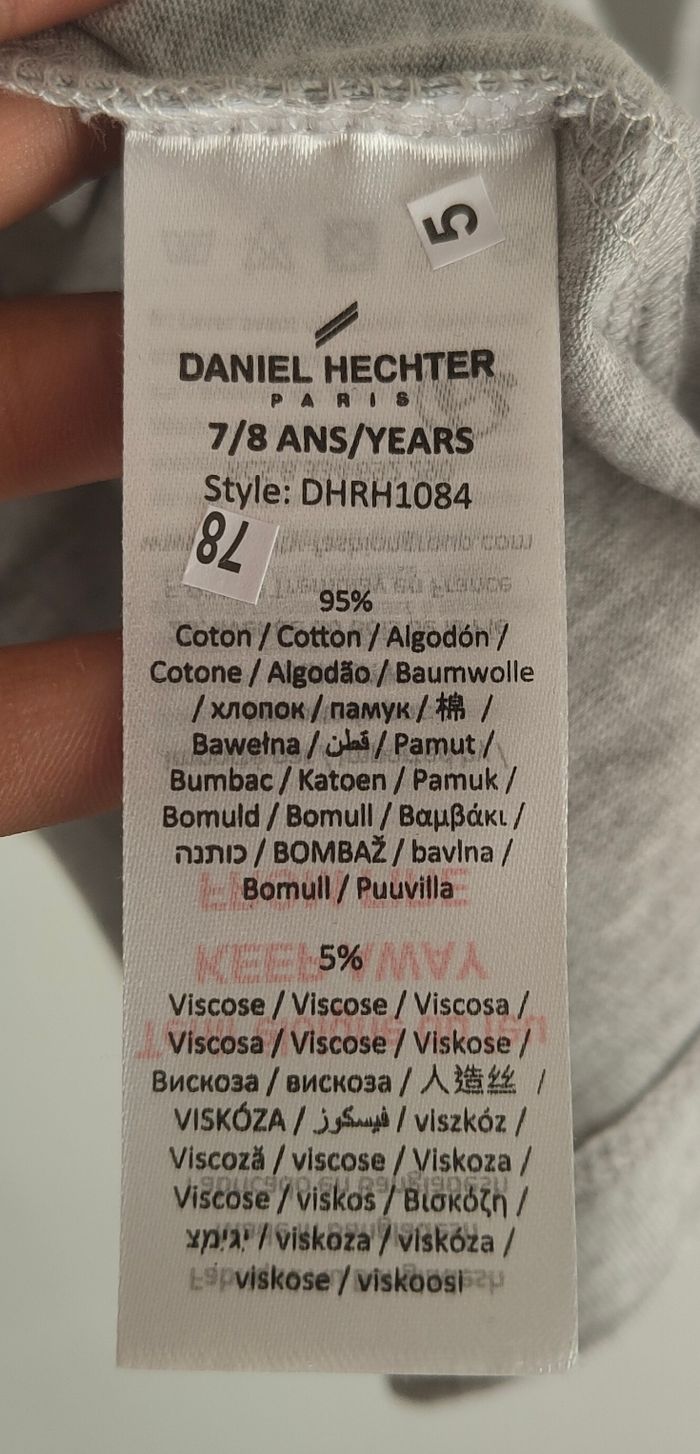 5
DANIEL HECHTER
PARIS
7/8 ANS/YEARS
Style: DHRH1084
78
95%
Coton / Cotton / Algodón /
Cotone / Algodão / Baumwolle
/ хлопок / памук / 棉 /
Bawełna / قطن / Pamut /
Bumbac / Katoen / Pamuk /
Bomuld / Bomull / Βαμβάκι /
כותנה / BOMBAŽ / bavlna /
Bomull / Puuvilla
5%
Viscose / Viscose / Viscosa /
Viscosa / Viscose / Viskose /
Вискоза / вискоза / 人造丝 /
VISKÓZA / فيسكوز / viszkóz /
Viscoză / viscose / Viskoza /
Viscose / viskos / Βισκόζη /
/ viskoza / viskóza /
viskose / viskoosi
KEEP AWAY